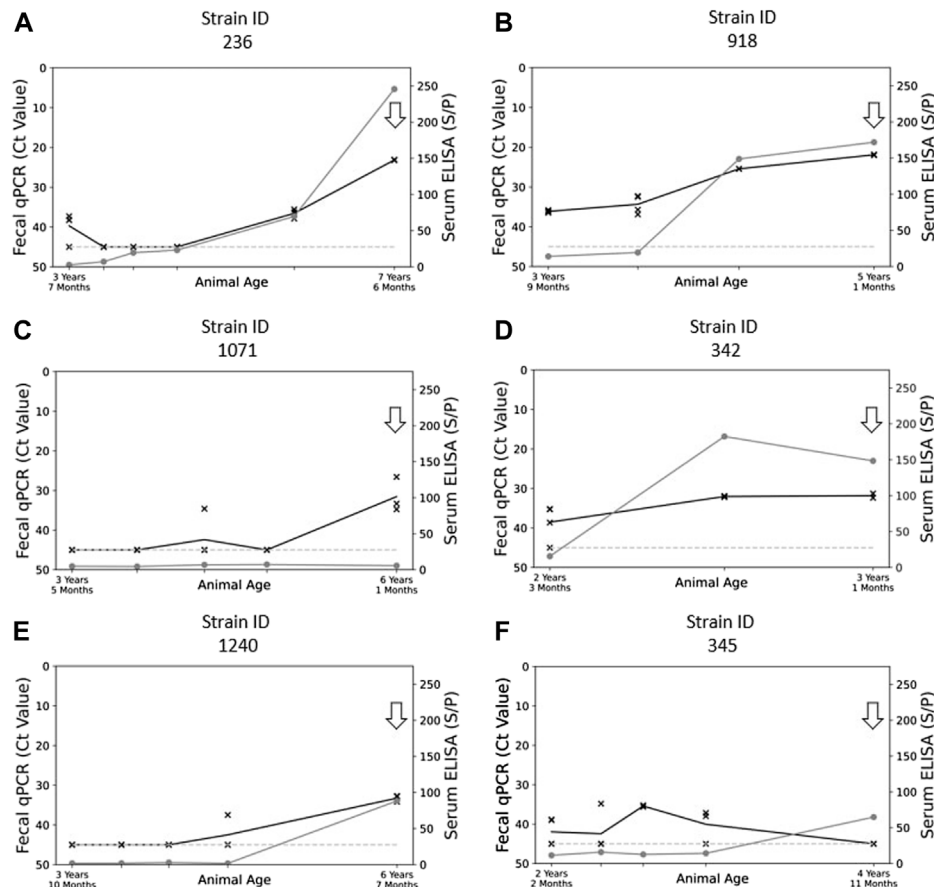 A
Strain ID
236
Fecal qPCR (Ct Value)
0
10
20
30
40
50
250
200
150
100
50
0
Serum ELISA (S/P)
3 Years
7 Months
Animal Age
7 Years
6 Months
B
Strain ID
918
Fecal qPCR (Ct Value)
0
10
20
30
40
50
250
200
150
100
50
0
Serum ELISA (S/P)
3 Years
9 Months
Animal Age
5 Years
1 Months
C
Strain ID
1071
Fecal qPCR (Ct Value)
0
10
20
30
40
50
250
200
150
100
50
0
Serum ELISA (S/P)
3 Years
5 Months
Animal Age
6 Years
1 Months
D
Strain ID
342
Fecal qPCR (Ct Value)
0
10
20
30
40
50
250
200
150
100
50
0
Serum ELISA (S/P)
2 Years
3 Months
Animal Age
3 Years
1 Months
E
Strain ID
1240
Fecal qPCR (Ct Value)
0
10
20
30
40
50
250
200
150
100
50
0
Serum ELISA (S/P)
3 Years
10 Months
Animal Age
6 Years
7 Months
F
Strain ID
345
Fecal qPCR (Ct Value)
0
10
20
30
40
50
250
200
150
100
50
0
Serum ELISA (S/P)
2 Years
2 Months
Animal Age
4 Years
11 Months